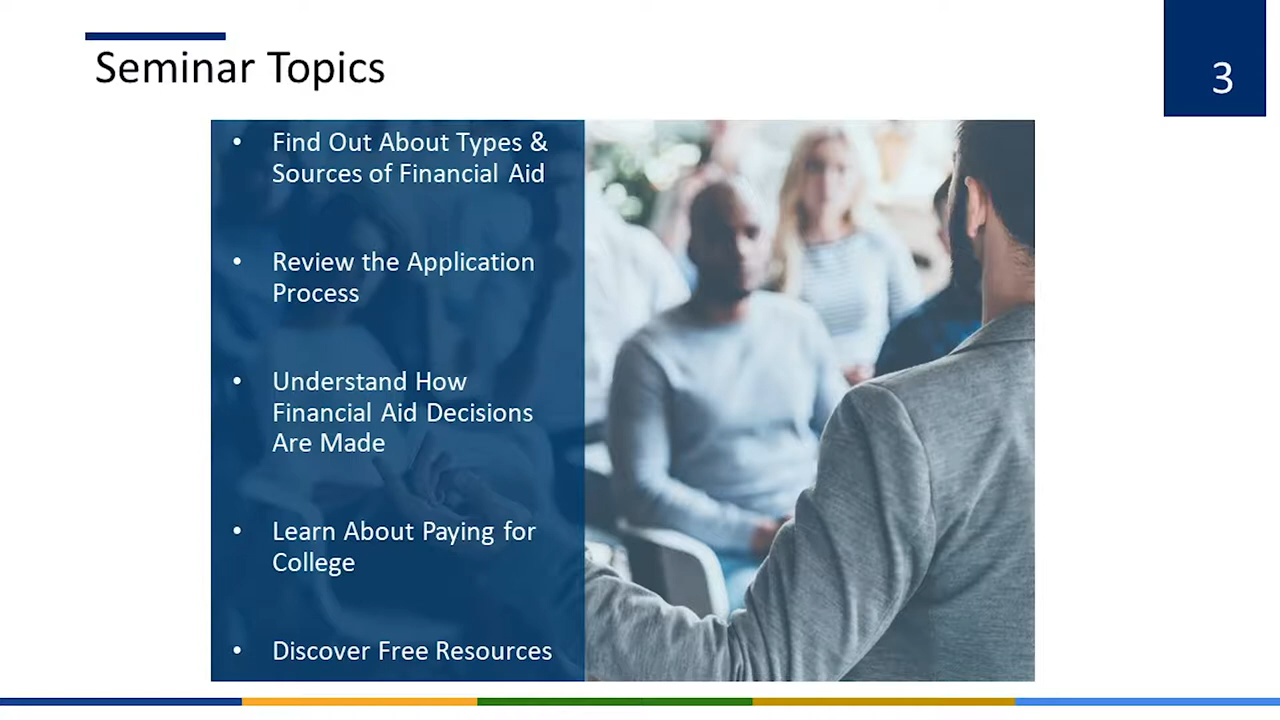 Seminar Topics
3
• Find Out About Types &
Sources of Financial Aid
• Review the Application
Process
• Understand How
Financial Aid Decisions
Are Made
• Learn About Paying for
College
• Discover Free Resources